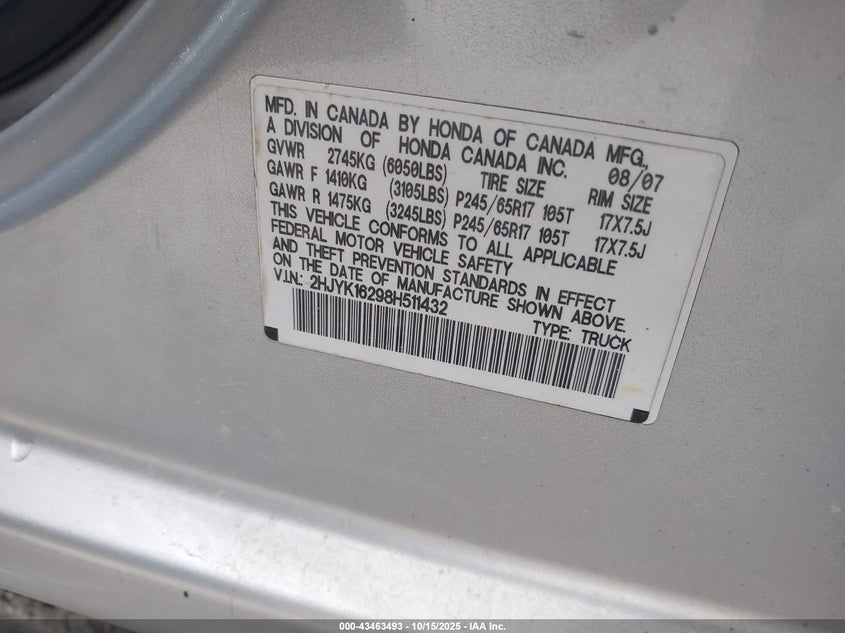 MFD. IN CANADA BY HONDA OF CANADA MFG.,
A DIVISION OF HONDA CANADA INC. 08/07
GVWR 2745KG (6050LBS) TIRE SIZE RIM SIZE
GAWR F 1410KG (3105LBS) P245/65R17 105T 17X7.5J
GAWR R 1475KG (3245LBS) P245/65R17 105T 17X7.5J
THIS VEHICLE CONFORMS TO ALL APPLICABLE
FEDERAL MOTOR VEHICLE SAFETY
AND THEFT PREVENTION STANDARDS IN EFFECT
ON THE DATE OF MANUFACTURE SHOWN ABOVE.
V.I.N.: 2HJYK16298H511432
TYPE: TRUCK
000-43463493 - 10/15/2025 - IAA Inc.